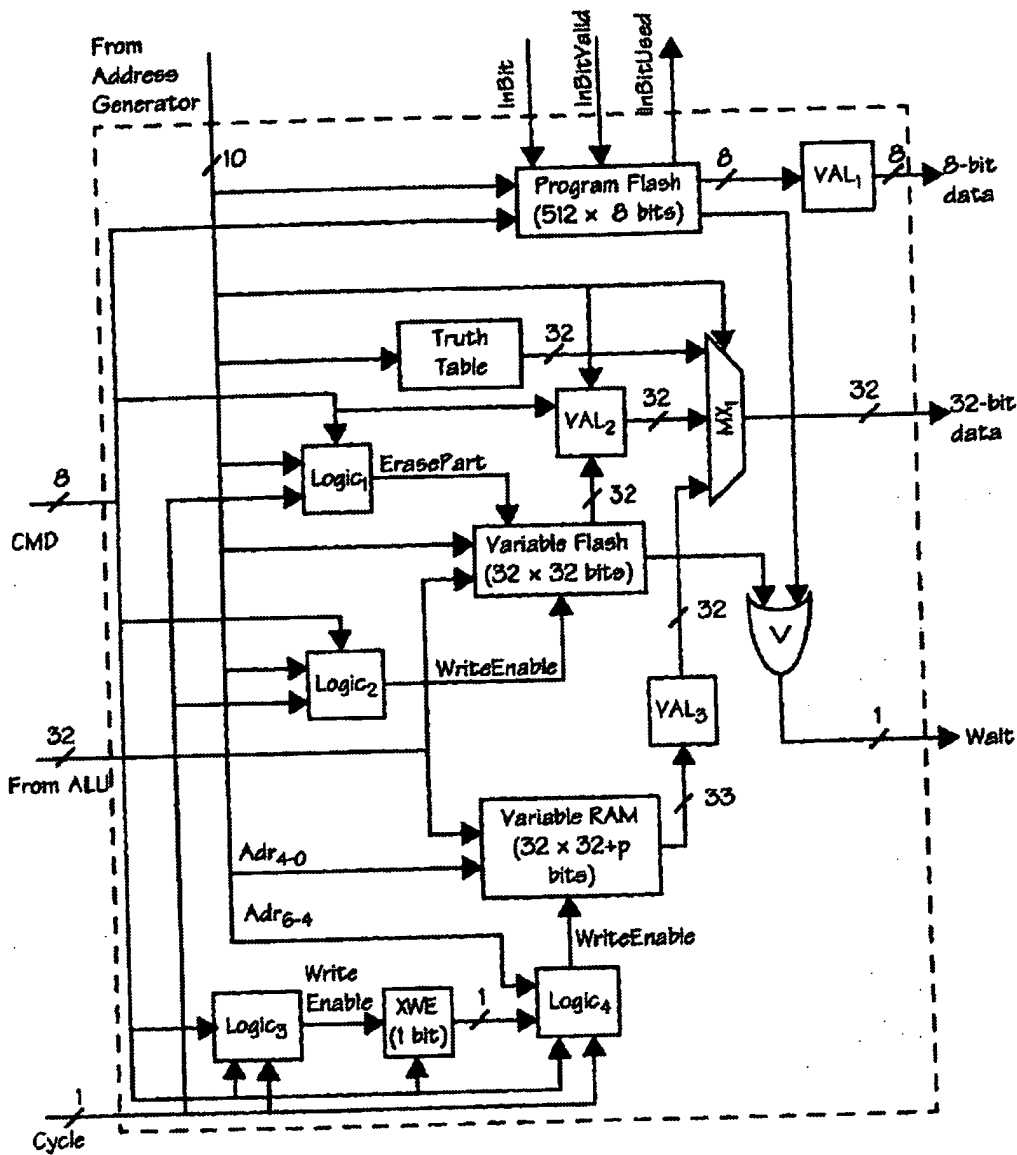 From
Address
Generator
InBit
InBitValid
InBitUsed
10
Program Flash
(512 x 8 bits)
8
VAL1
8
8-bit
data
Truth
Table
32
VAL2
32
MX1
32
32-bit
data
8
CMD
Logic1
ErasePart
32
Variable Flash
(32 x 32 bits)
32
V
Logic2
WriteEnable
VAL3
32
From ALU
1
Wait
33
Variable RAM
(32 x 32+p
bits)
Adr4-0
Adr6-4
WriteEnable
Write
Enable
Logic3
XWE
(1 bit)
1
Logic4
1
Cycle